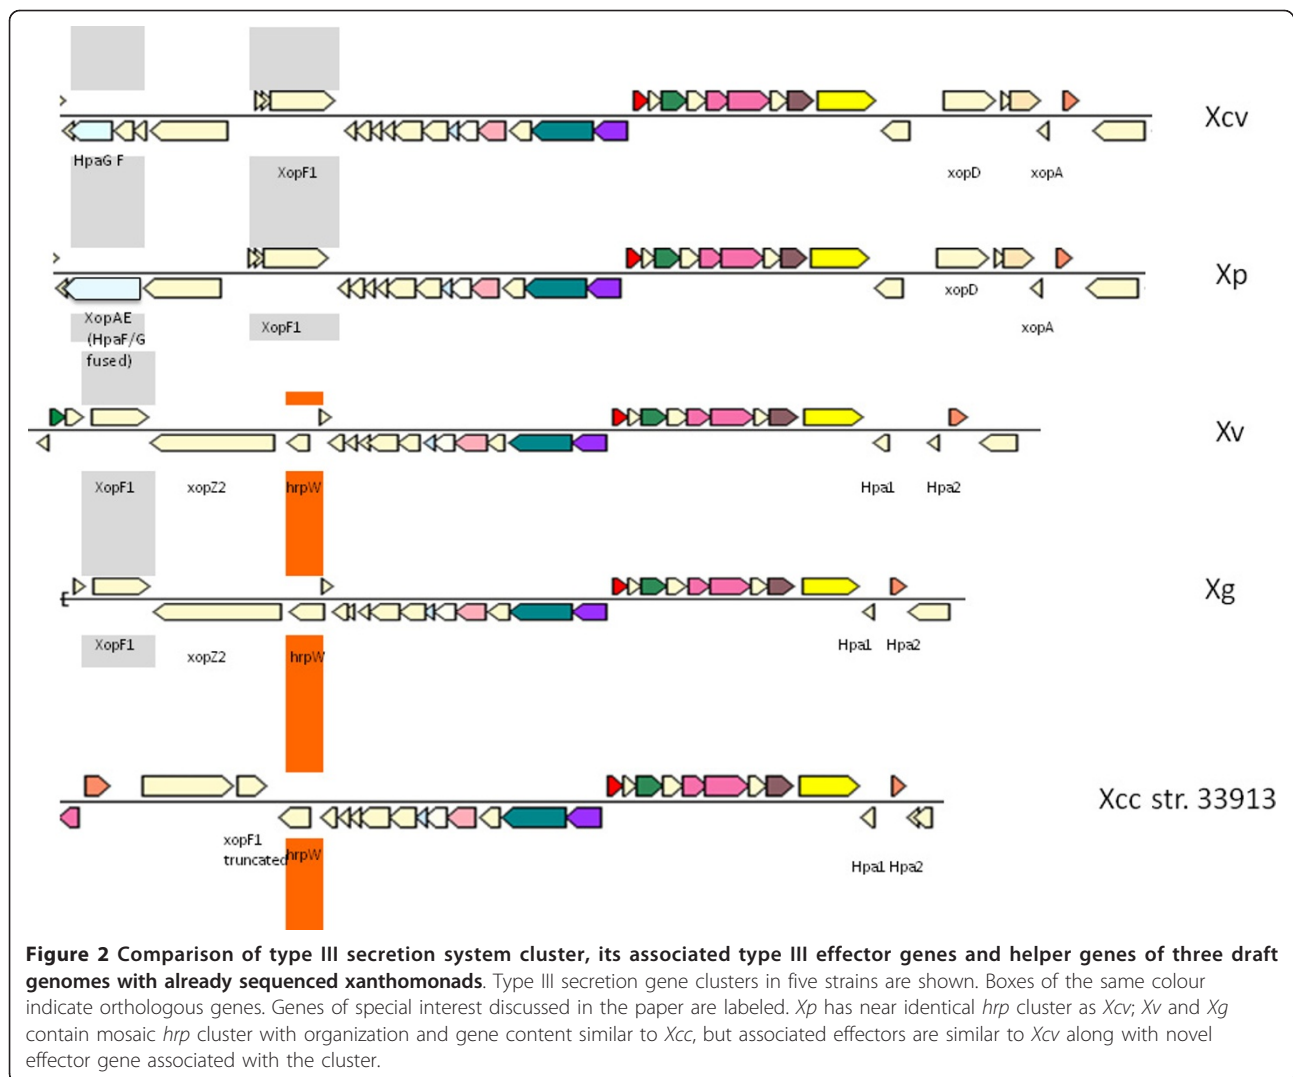 Xcv
HpaG F
XopF1
xopD
xopA
Xp
XopAE
(HpaF/G
fused)
XopF1
xopD
xopA
Xv
XopF1
xopZ2
hrpW
Hpa1
Hpa2
Xg
XopF1
xopZ2
hrpW
Hpa1
Hpa2
Xcc str. 33913
xopF1
truncated
hrpW
Hpa1
Hpa2
Figure 2 Comparison of type III secretion system cluster, its associated type III effector genes and helper genes of three draft
genomes with already sequenced xanthomonads. Type III secretion gene clusters in five strains are shown. Boxes of the same colour
indicate orthologous genes. Genes of special interest discussed in the paper are labeled. Xp has near identical hrp cluster as Xcv; Xv and Xg
contain mosaic hrp cluster with organization and gene content similar to Xcc, but associated effectors are similar to Xcv along with novel
effector gene associated with the cluster.